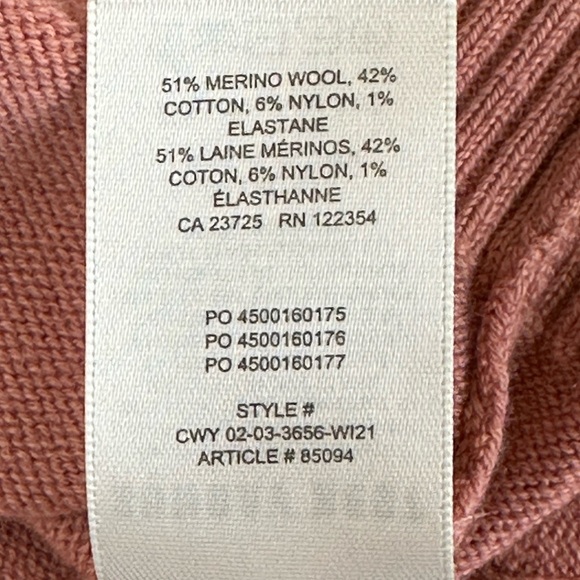 51% MERINO WOOL, 42%
COTTON, 6% NYLON, 1%
ELASTANE
51% LAINE MÉRINOS, 42%
COTON, 6% NYLON, 1%
ÉLASTHANNE
CA 23725 RN 122354
PO 4500160175
PO 4500160176
PO 4500160177
STYLE #
CWY 02-03-3656-WI21
ARTICLE # 85094